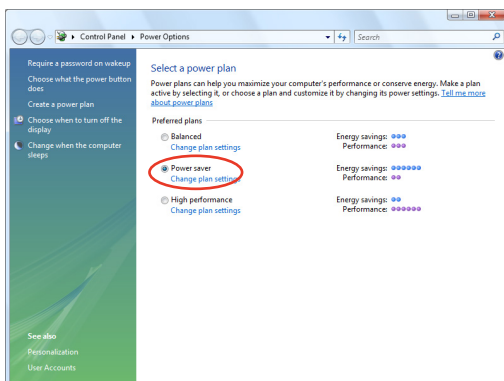 Control Panel ▸ Power Options
Search
Require a password on wakeup
Choose what the power button
does
Create a power plan
Choose when to turn off the
display
Change when the computer
sleeps
See also
Personalization
User Accounts
Select a power plan
Power plans can help you maximize your computer's performance or conserve energy. Make a plan
active by selecting it, or choose a plan and customize it by changing its power settings. Tell me more
about power plans
Preferred plans
Balanced
Energy savings:
Change plan settings
Performance:
Power saver
Energy savings:
Change plan settings
Performance:
High performance
Energy savings:
Change plan settings
Performance: